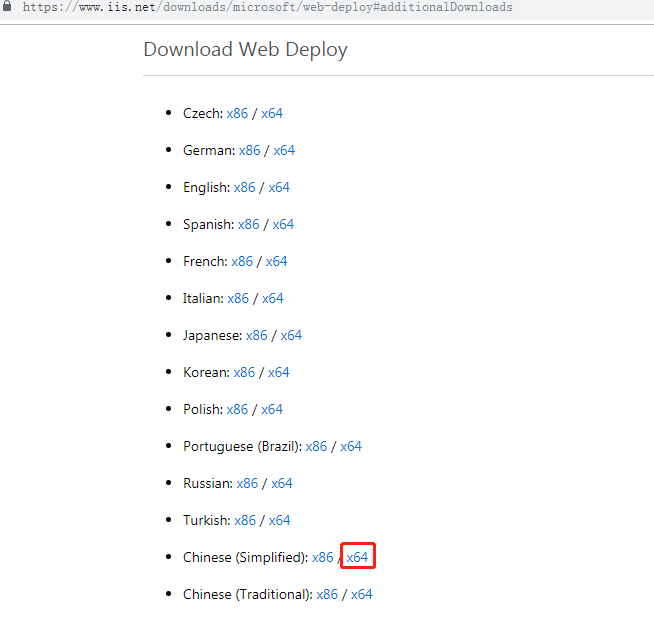 https://www.iis.net/downloads/microsoft/web-deploy#additionalDownloads
Download Web Deploy
Czech: x86 / x64
German: x86 / x64
English: x86 / x64
Spanish: x86 / x64
French: x86 / x64
Italian: x86 / x64
Japanese: x86 / x64
Korean: x86 / x64
Polish: x86 / x64
Portuguese (Brazil): x86 / x64
Russian: x86 / x64
Turkish: x86 / x64
Chinese (Simplified): x86 / x64
Chinese (Traditional): x86 / x64